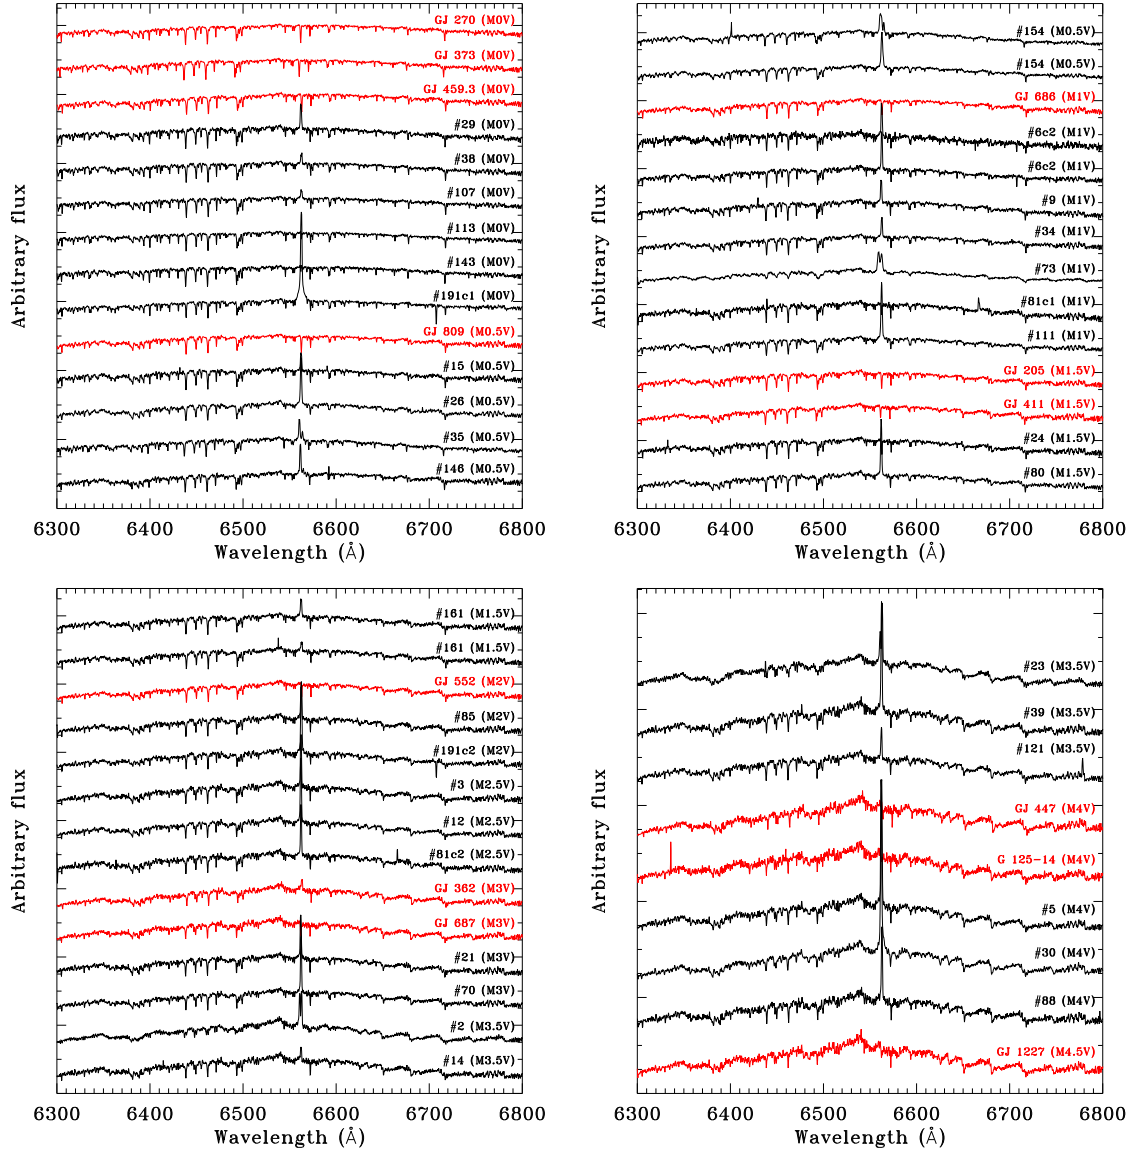 GJ 270 (M0V)
GJ 373 (M0V)
GJ 459.3 (M0V)
#29 (M0V)
#38 (M0V)
#107 (M0V)
#113 (M0V)
#143 (M0V)
#191c1 (M0V)
GJ 809 (M0.5V)
#15 (M0.5V)
#26 (M0.5V)
#35 (M0.5V)
#146 (M0.5V)
Arbitrary flux
6300 6400 6500 6600 6700 6800
Wavelength (Å)
#154 (M0.5V)
#154 (M0.5V)
GJ 686 (M1V)
#6c2 (M1V)
#6c2 (M1V)
#9 (M1V)
#34 (M1V)
#73 (M1V)
#81c1 (M1V)
#111 (M1V)
GJ 205 (M1.5V)
GJ 411 (M1.5V)
#24 (M1.5V)
#80 (M1.5V)
Arbitrary flux
6300 6400 6500 6600 6700 6800
Wavelength (Å)
#161 (M1.5V)
#161 (M1.5V)
GJ 552 (M2V)
#85 (M2V)
#191c2 (M2V)
#3 (M2.5V)
#12 (M2.5V)
#81c2 (M2.5V)
GJ 362 (M3V)
GJ 687 (M3V)
#21 (M3V)
#70 (M3V)
#2 (M3.5V)
#14 (M3.5V)
Arbitrary flux
6300 6400 6500 6600 6700 6800
Wavelength (Å)
#23 (M3.5V)
#39 (M3.5V)
#121 (M3.5V)
GJ 447 (M4V)
G 125-14 (M4V)
#5 (M4V)
#30 (M4V)
#88 (M4V)
GJ 1227 (M4.5V)
Arbitrary flux
6300 6400 6500 6600 6700 6800
Wavelength (Å)